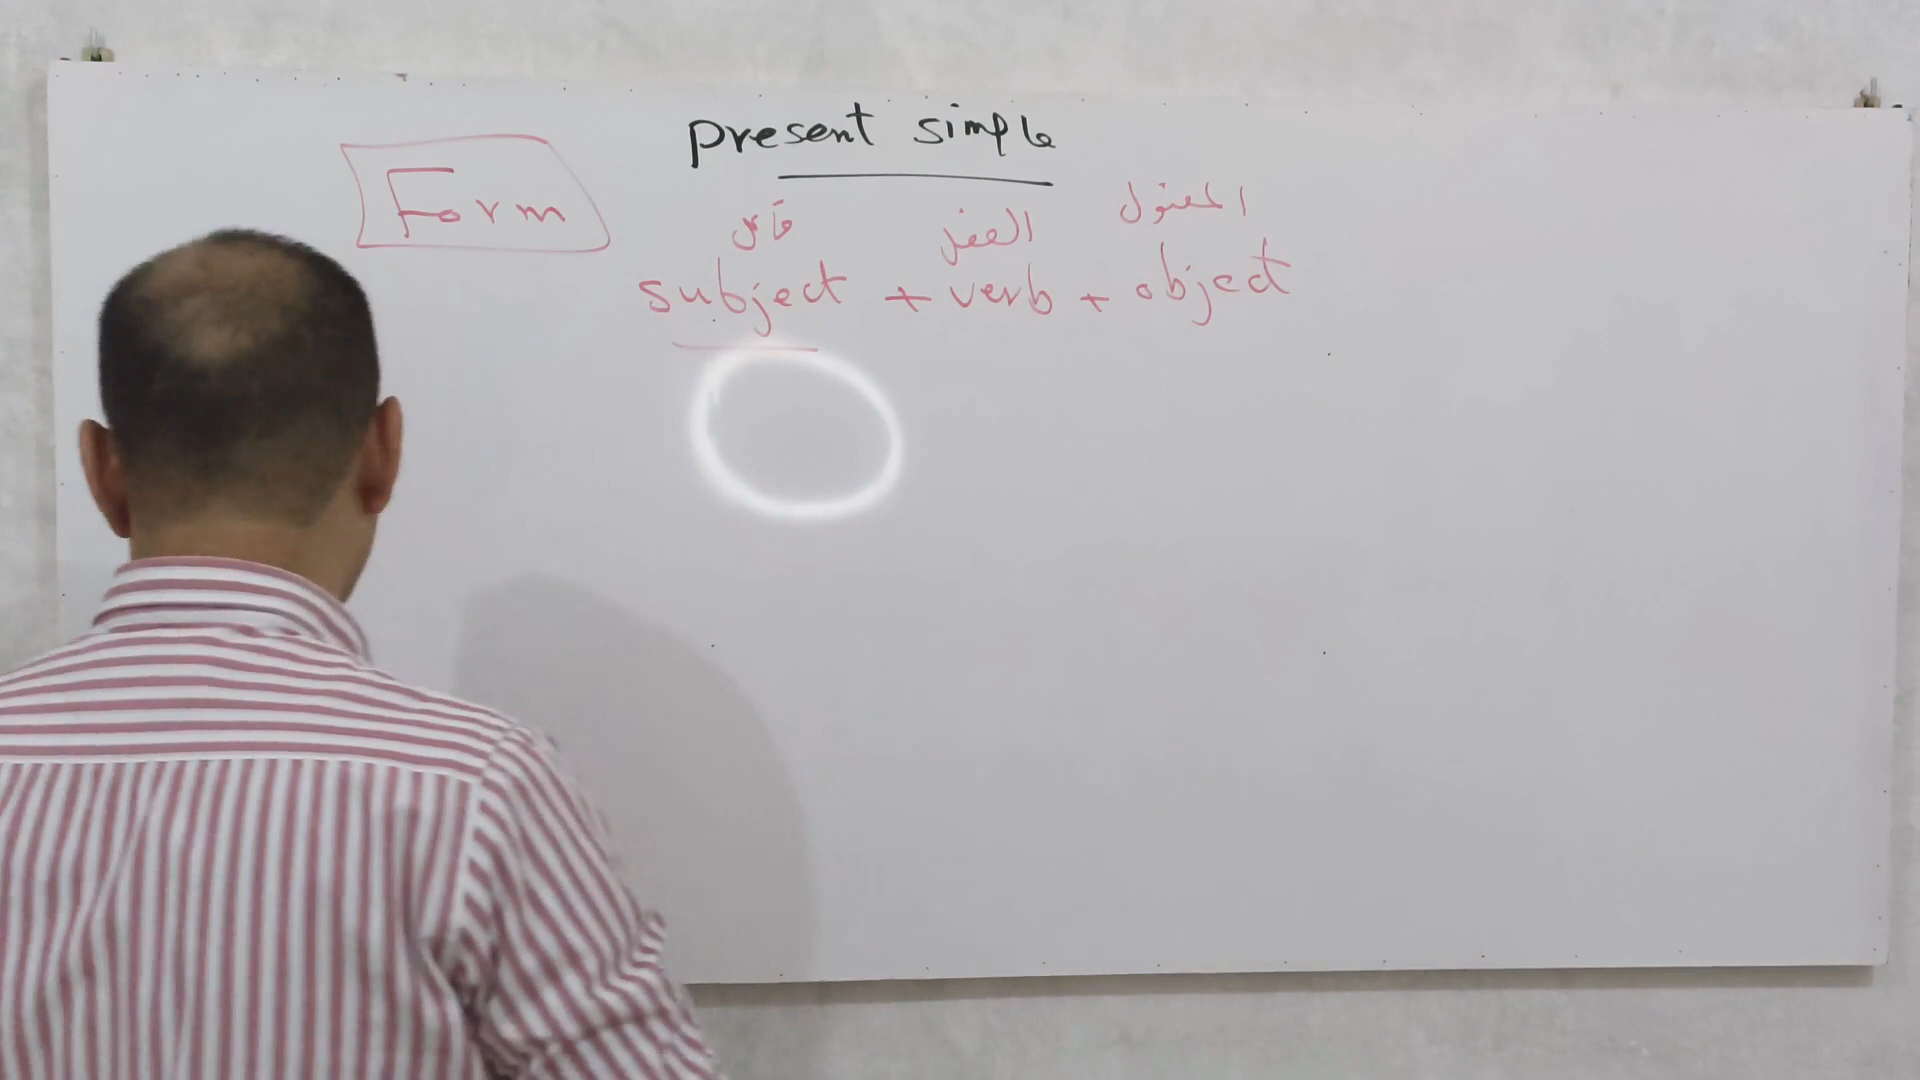 present simple
Form
فاعل الفعل المفعول
subject + verb + object